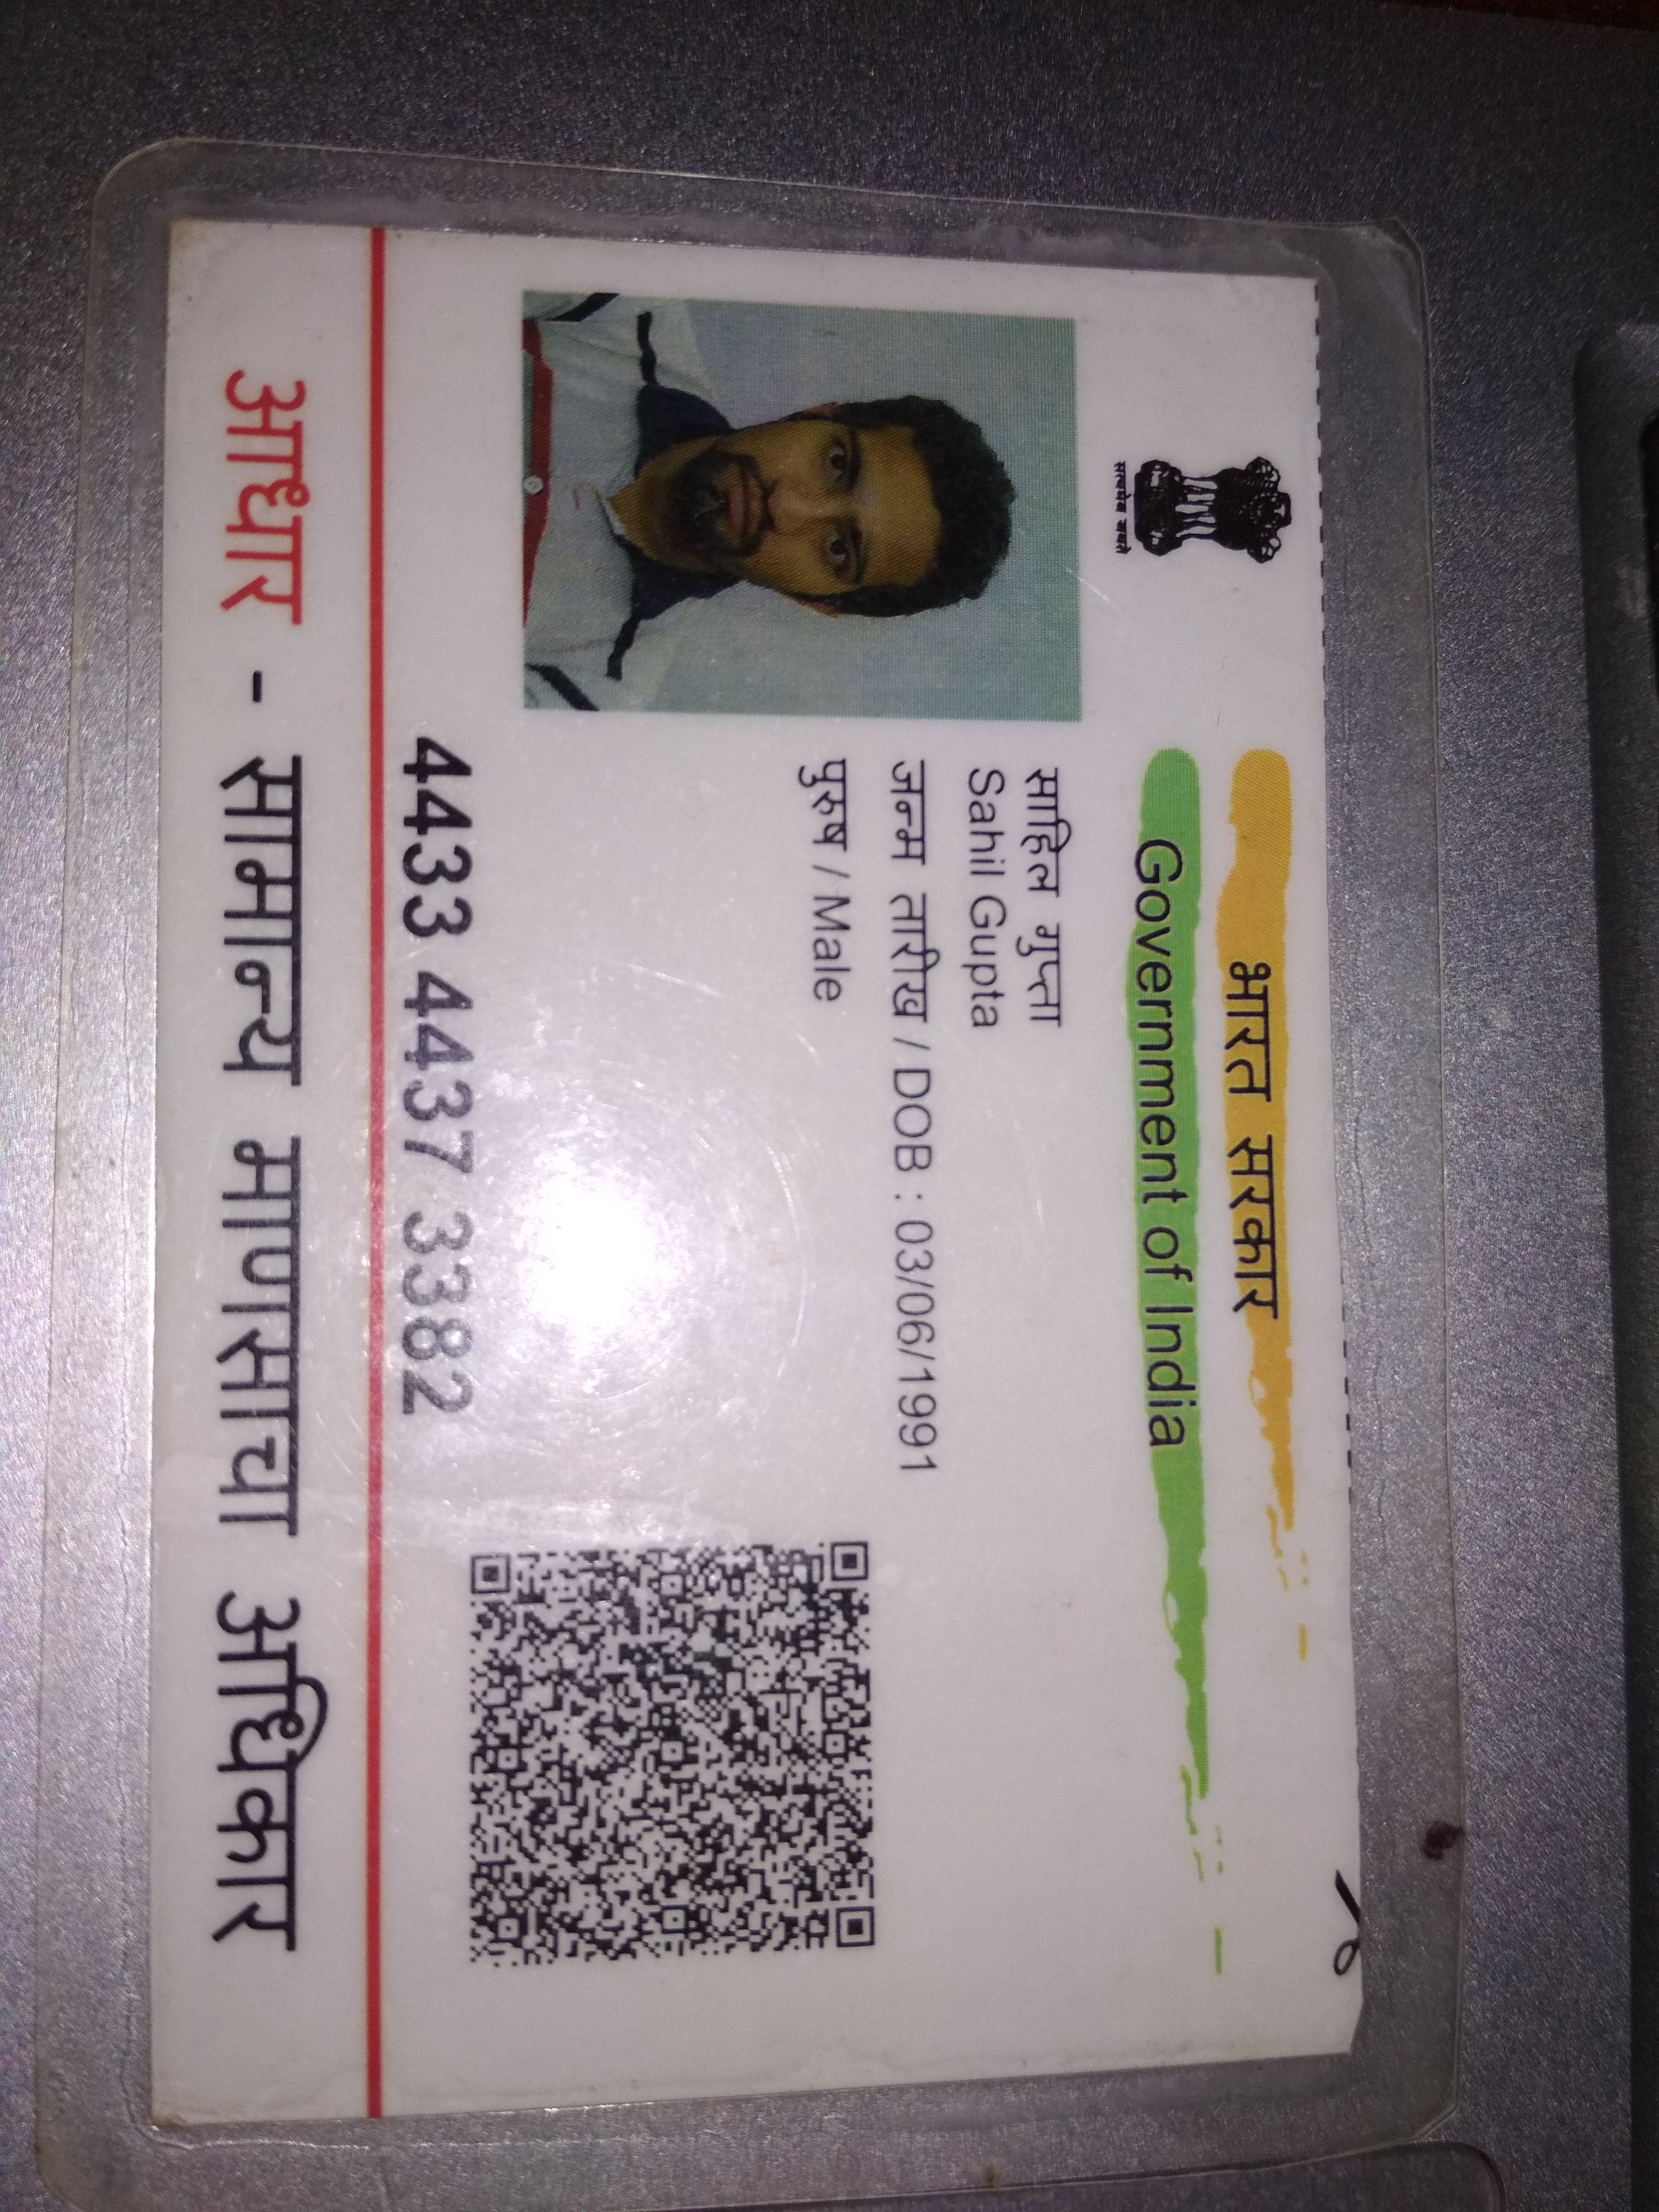 सत्यमेव जयते
भारत सरकार
Government of India
साहिल गुप्ता
Sahil Gupta
जन्म तारीख / DOB : 03/06/1991
पुरुष / Male
4433 4437 3382
आधार - सामान्य माणसाचा अधिकार